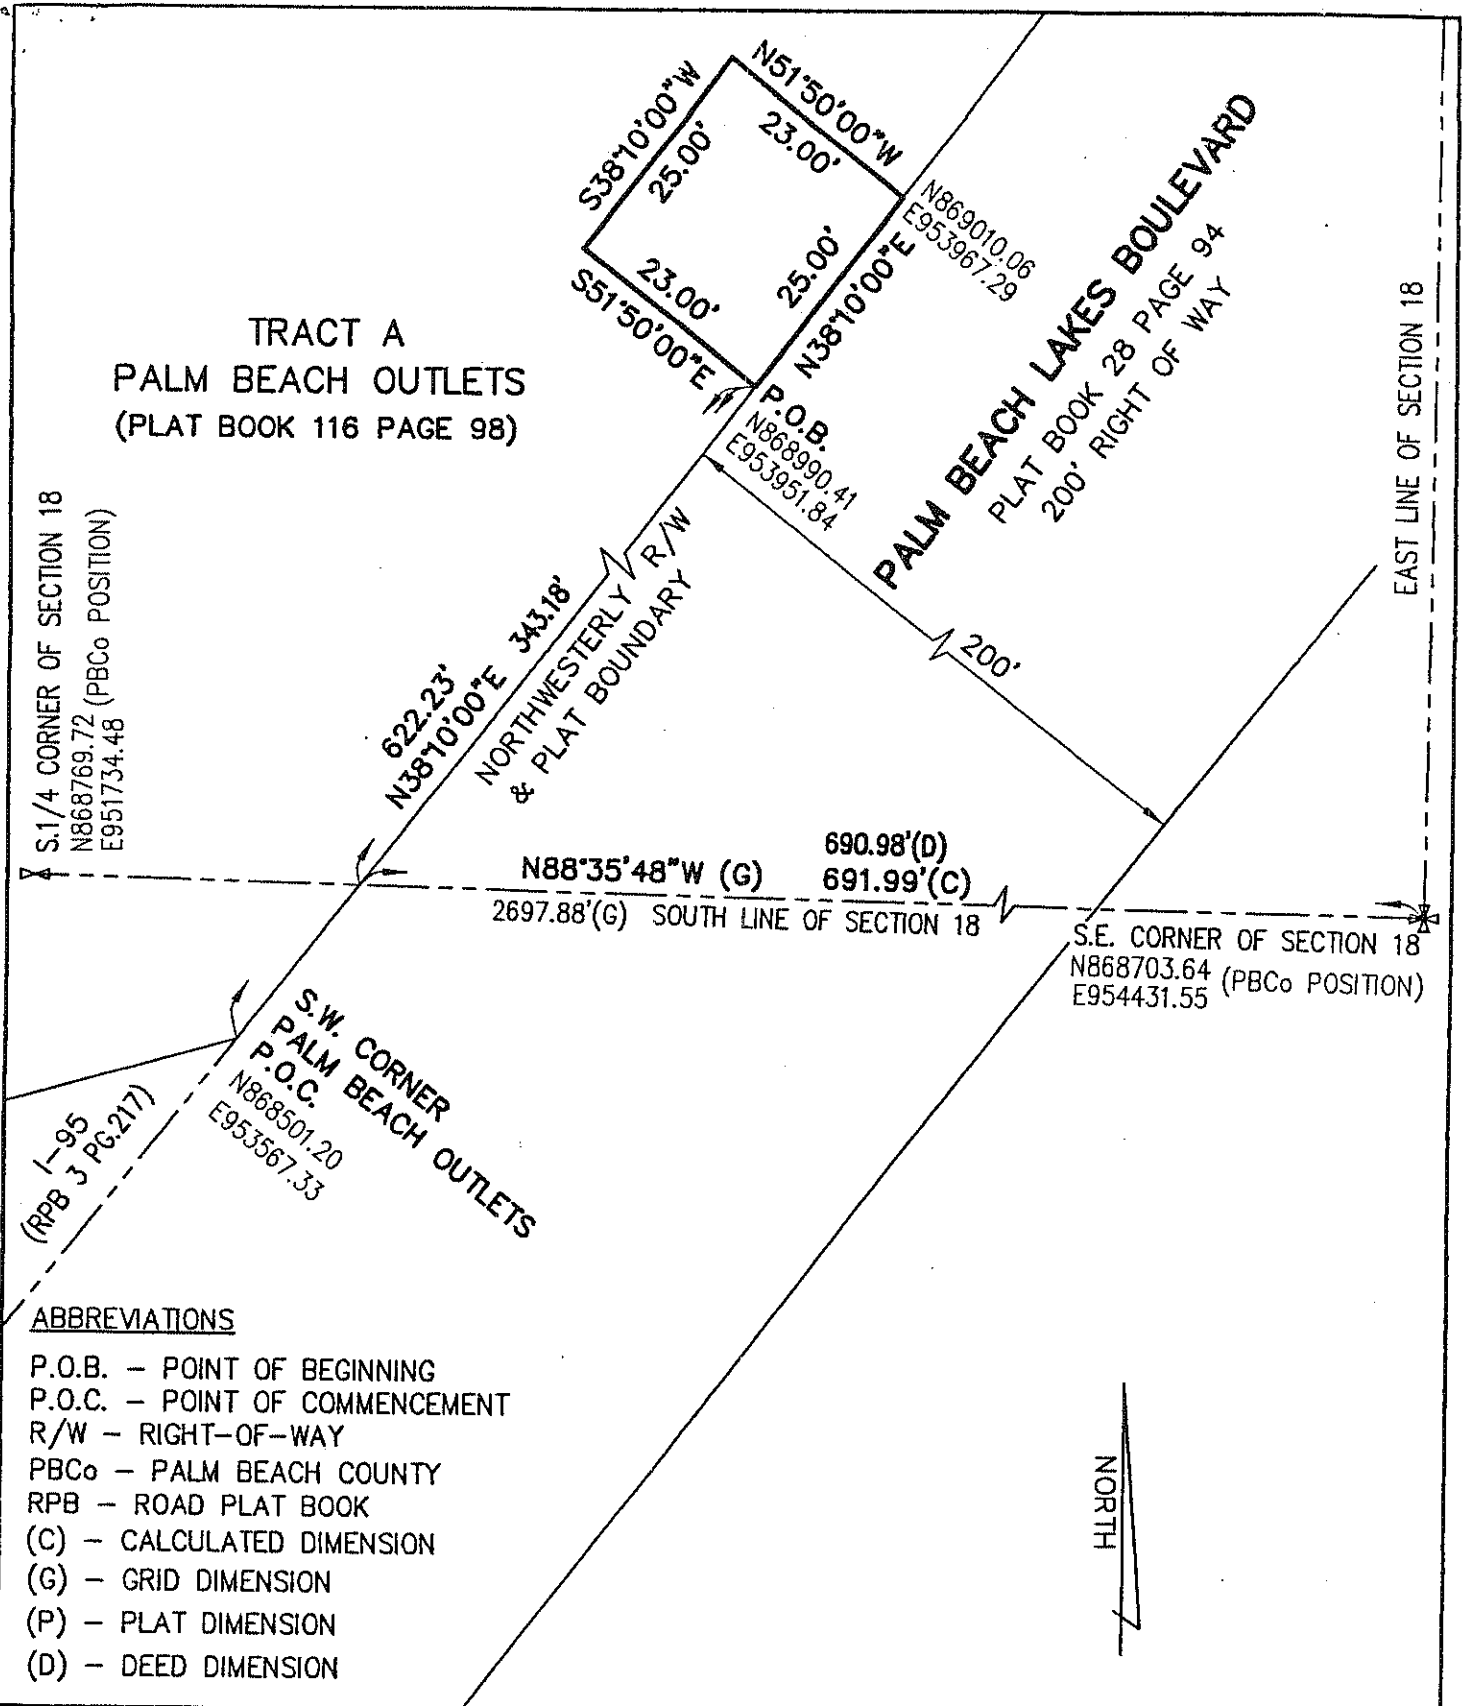 N51°50'00"W
23.00'
S38°10'00"W
25.00'
N869010.06
E953967.29
25.00'
N38°10'00"E
23.00'
S51°50'00"E
TRACT A
PALM BEACH OUTLETS
(PLAT BOOK 116 PAGE 98)
PALM BEACH LAKES BOULEVARD
PLAT BOOK 28 PAGE 94
200' RIGHT OF WAY
EAST LINE OF SECTION 18
P.O.B.
N868990.41
E953951.84
S.1/4 CORNER OF SECTION 18
N868769.72 (PBCo POSITION)
E951734.48
622.23'
N38°10'00"E 343.18'
NORTHWESTERLY R/W
& PLAT BOUNDARY
200'
N88°35'48"W (G)
690.98'(D)
691.99'(C)
2697.88'(G) SOUTH LINE OF SECTION 18
S.E. CORNER OF SECTION 18
N868703.64 (PBCo POSITION)
E954431.55
S.W. CORNER
PALM BEACH OUTLETS
P.O.C.
N868501.20
E953567.33
I-95
(RPB 3 PG.217)
ABBREVIATIONS
P.O.B. – POINT OF BEGINNING
P.O.C. – POINT OF COMMENCEMENT
R/W – RIGHT-OF-WAY
PBCo – PALM BEACH COUNTY
RPB – ROAD PLAT BOOK
(C) – CALCULATED DIMENSION
(G) – GRID DIMENSION
(P) – PLAT DIMENSION
(D) – DEED DIMENSION
NORTH